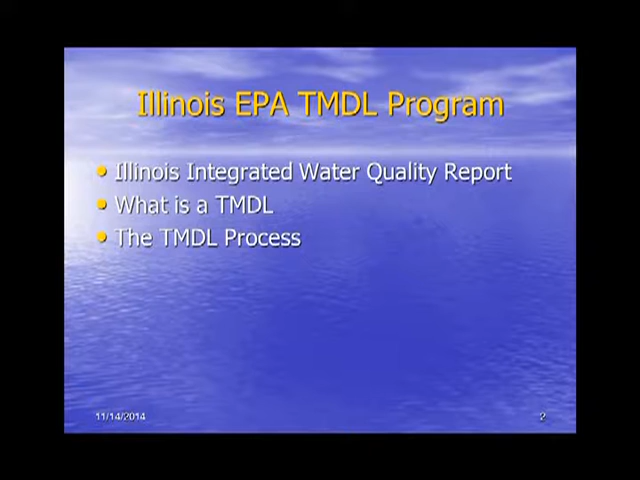 Illinois EPA TMDL Program
• Illinois Integrated Water Quality Report
• What is a TMDL
• The TMDL Process
11/14/2014
2